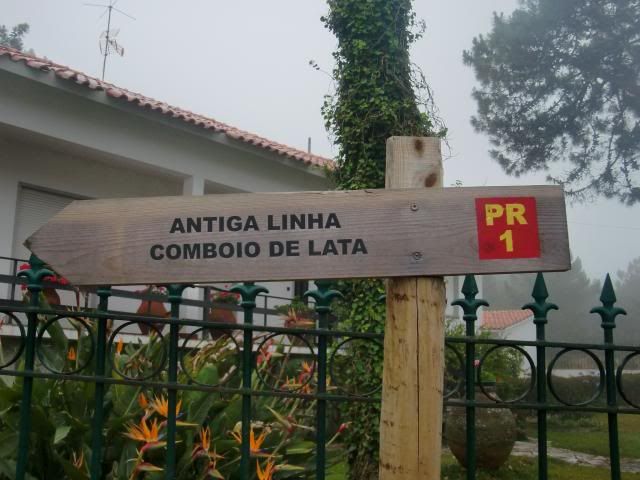 ANTIGA LINHA
COMBOIO DE LATA
PR
1